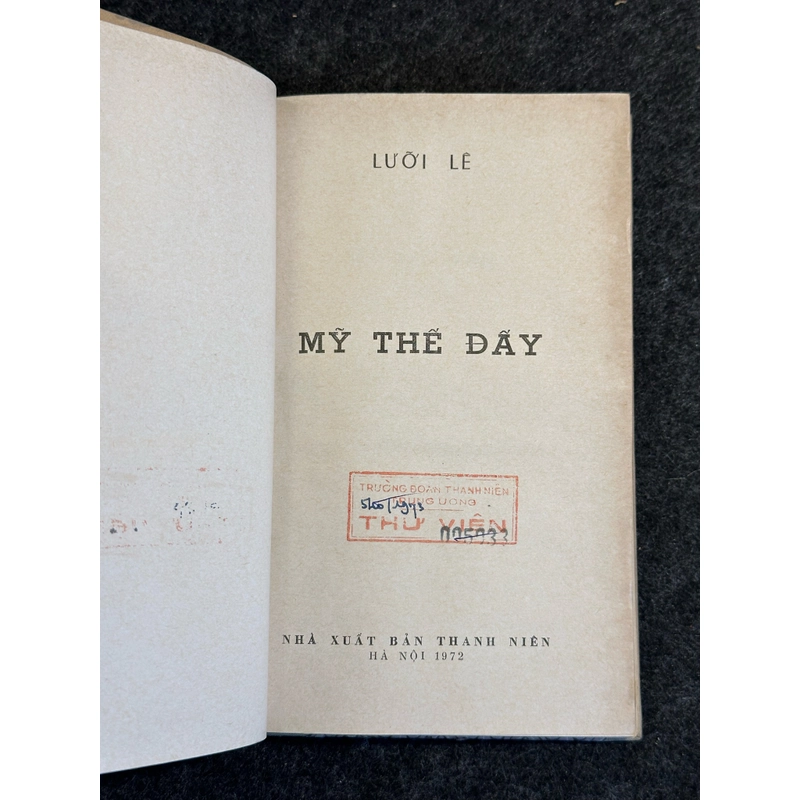 LƯỠI LÊ
MỸ THẾ ĐẤY
TRƯỜNG ĐOÀN THANH NIÊN
TRUNG ƯƠNG
THƯ VIỆN
NHÀ XUẤT BẢN THANH NIÊN
HÀ NỘI 1972